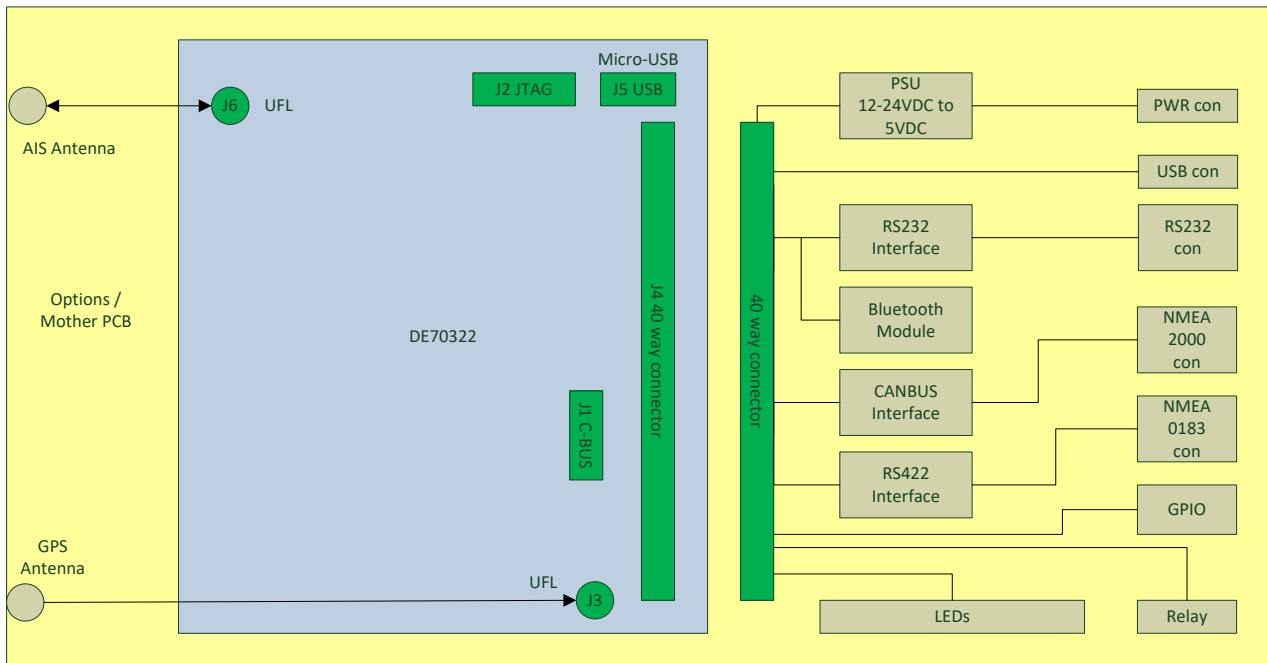 Micro-USB
J2 JTAG
J5 USB
J6
UFL
AIS Antenna
Options /
Mother PCB
DE70322
J4 40 way connector
J1 C-BUS
GPS
Antenna
UFL
J3
40 way connector
PSU
12-24VDC to
5VDC
PWR con
USB con
RS232
Interface
RS232
con
Bluetooth
Module
NMEA
2000
con
CANBUS
Interface
NMEA
0183
con
RS422
Interface
GPIO
LEDs
Relay